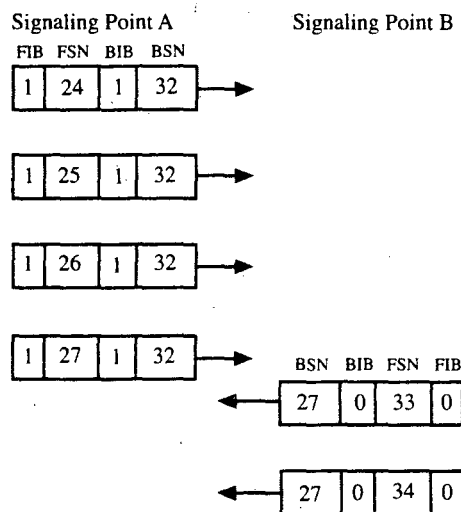 Signaling Point A Signaling Point B
FIB FSN BIB BSN
1 24 1 32
1 25 1 32
1 26 1 32
1 27 1 32
BSN BIB FSN FIB
27 0 33 0
27 0 34 0